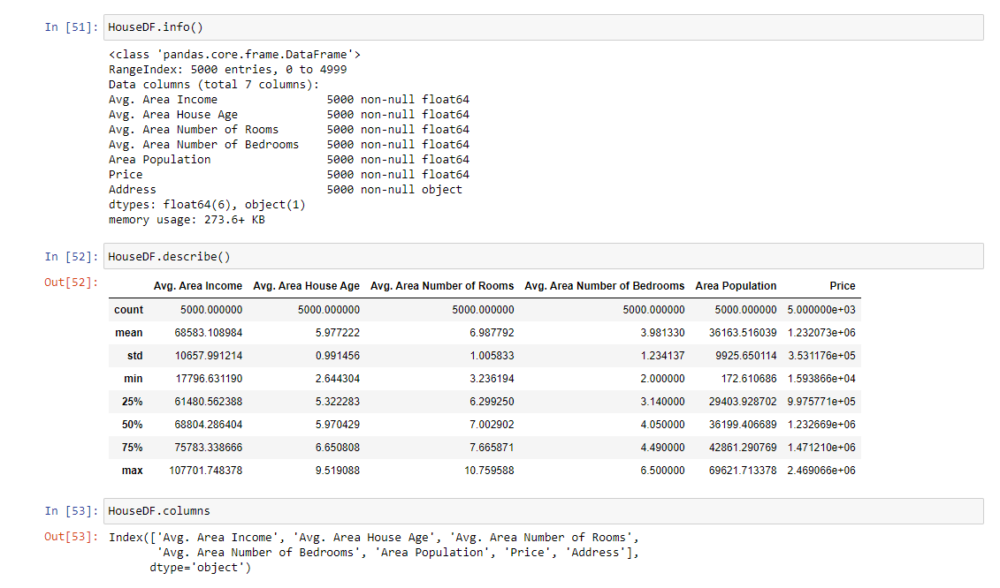 In [51]: HouseDF.info()
<class 'pandas.core.frame.DataFrame'>
RangeIndex: 5000 entries, 0 to 4999
Data columns (total 7 columns):
Avg. Area Income                5000 non-null float64
Avg. Area House Age             5000 non-null float64
Avg. Area Number of Rooms       5000 non-null float64
Avg. Area Number of Bedrooms    5000 non-null float64
Area Population                 5000 non-null float64
Price                           5000 non-null float64
Address                         5000 non-null object
dtypes: float64(6), object(1)
memory usage: 273.6+ KB
In [52]: HouseDF.describe()
Out[52]:
Avg. Area Income Avg. Area House Age Avg. Area Number of Rooms Avg. Area Number of Bedrooms Area Population Price
count 5000.000000 5000.000000 5000.000000 5000.000000 5000.000000 5.000000e+03
mean 68583.108984 5.977222 6.987792 3.981330 36163.516039 1.232073e+06
std 10657.991214 0.991456 1.005833 1.234137 9925.650114 3.531176e+05
min 17796.631190 2.644304 3.236194 2.000000 172.610686 1.593866e+04
25% 61480.562388 5.322283 6.299250 3.140000 29403.928702 9.975771e+05
50% 68804.286404 5.970429 7.002902 4.050000 36199.406689 1.232669e+06
75% 75783.338666 6.650808 7.665871 4.490000 42861.290769 1.471210e+06
max 107701.748378 9.519088 10.759588 6.500000 69621.713378 2.469066e+06
In [53]: HouseDF.columns
Out[53]: Index(['Avg. Area Income', 'Avg. Area House Age', 'Avg. Area Number of Rooms',
'Avg. Area Number of Bedrooms', 'Area Population', 'Price', 'Address'],
dtype='object')